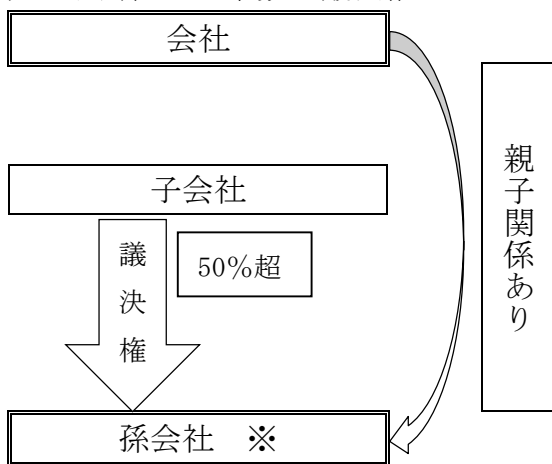 会社
子会社
議決権
50%超
親子関係あり
孫会社 ※